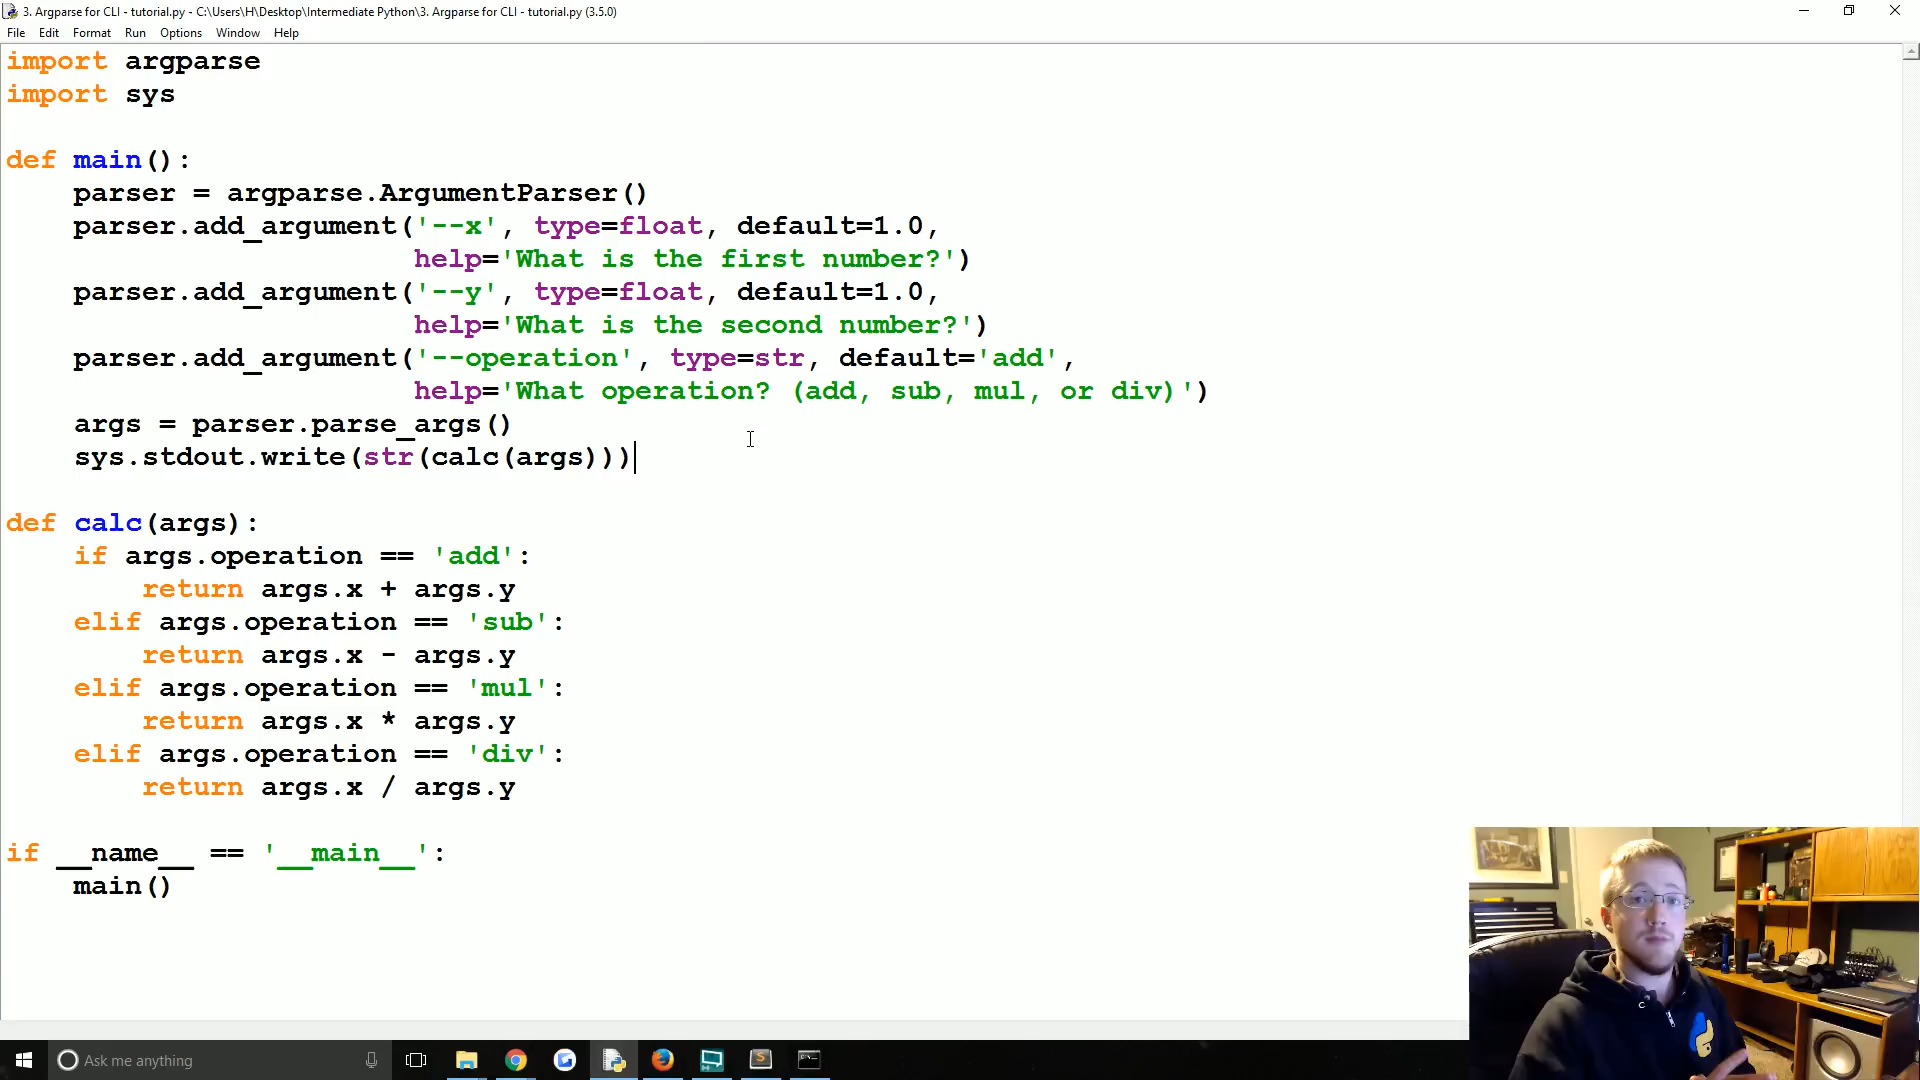 3. Argparse for CLI - tutorial.py - C:\Users\H\Desktop\Intermediate Python\3. Argparse for CLI - tutorial.py (3.5.0)
File Edit Format Run Options Window Help
import argparse
import sys
def main():
    parser = argparse.ArgumentParser()
    parser.add_argument('--x', type=float, default=1.0,
                        help='What is the first number?')
    parser.add_argument('--y', type=float, default=1.0,
                        help='What is the second number?')
    parser.add_argument('--operation', type=str, default='add',
                        help='What operation? (add, sub, mul, or div)')
    args = parser.parse_args()
    sys.stdout.write(str(calc(args)))
def calc(args):
    if args.operation == 'add':
        return args.x + args.y
    elif args.operation == 'sub':
        return args.x - args.y
    elif args.operation == 'mul':
        return args.x * args.y
    elif args.operation == 'div':
        return args.x / args.y
if __name__ == '__main__':
    main()
Ask me anything